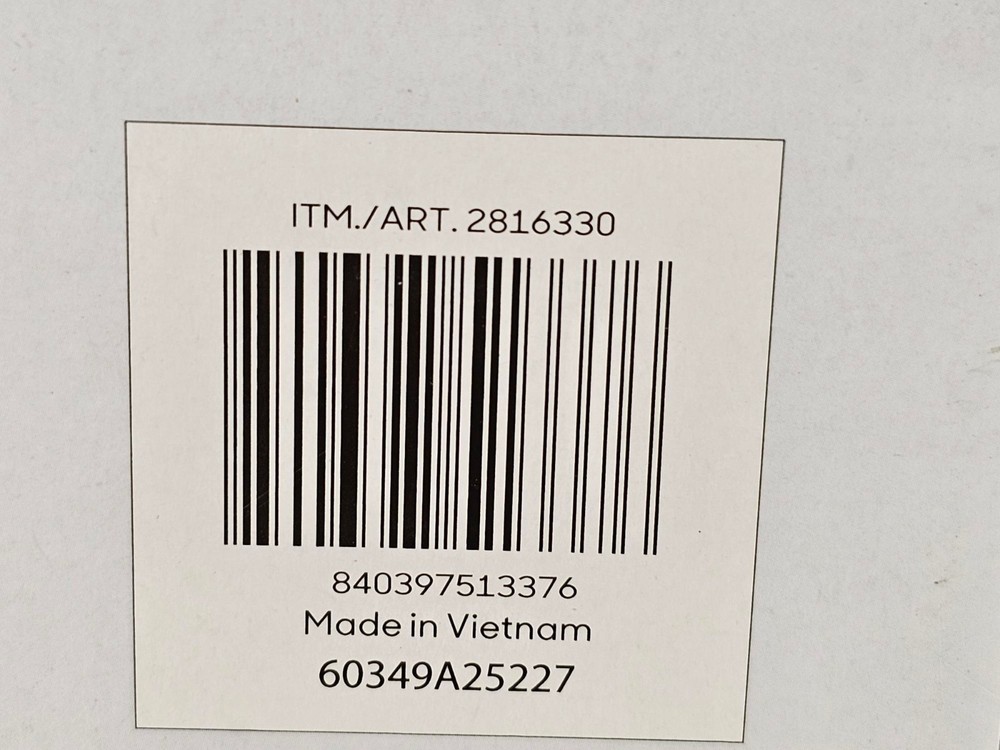 ITM./ART. 2816330
840397513376
Made in Vietnam
60349A25227